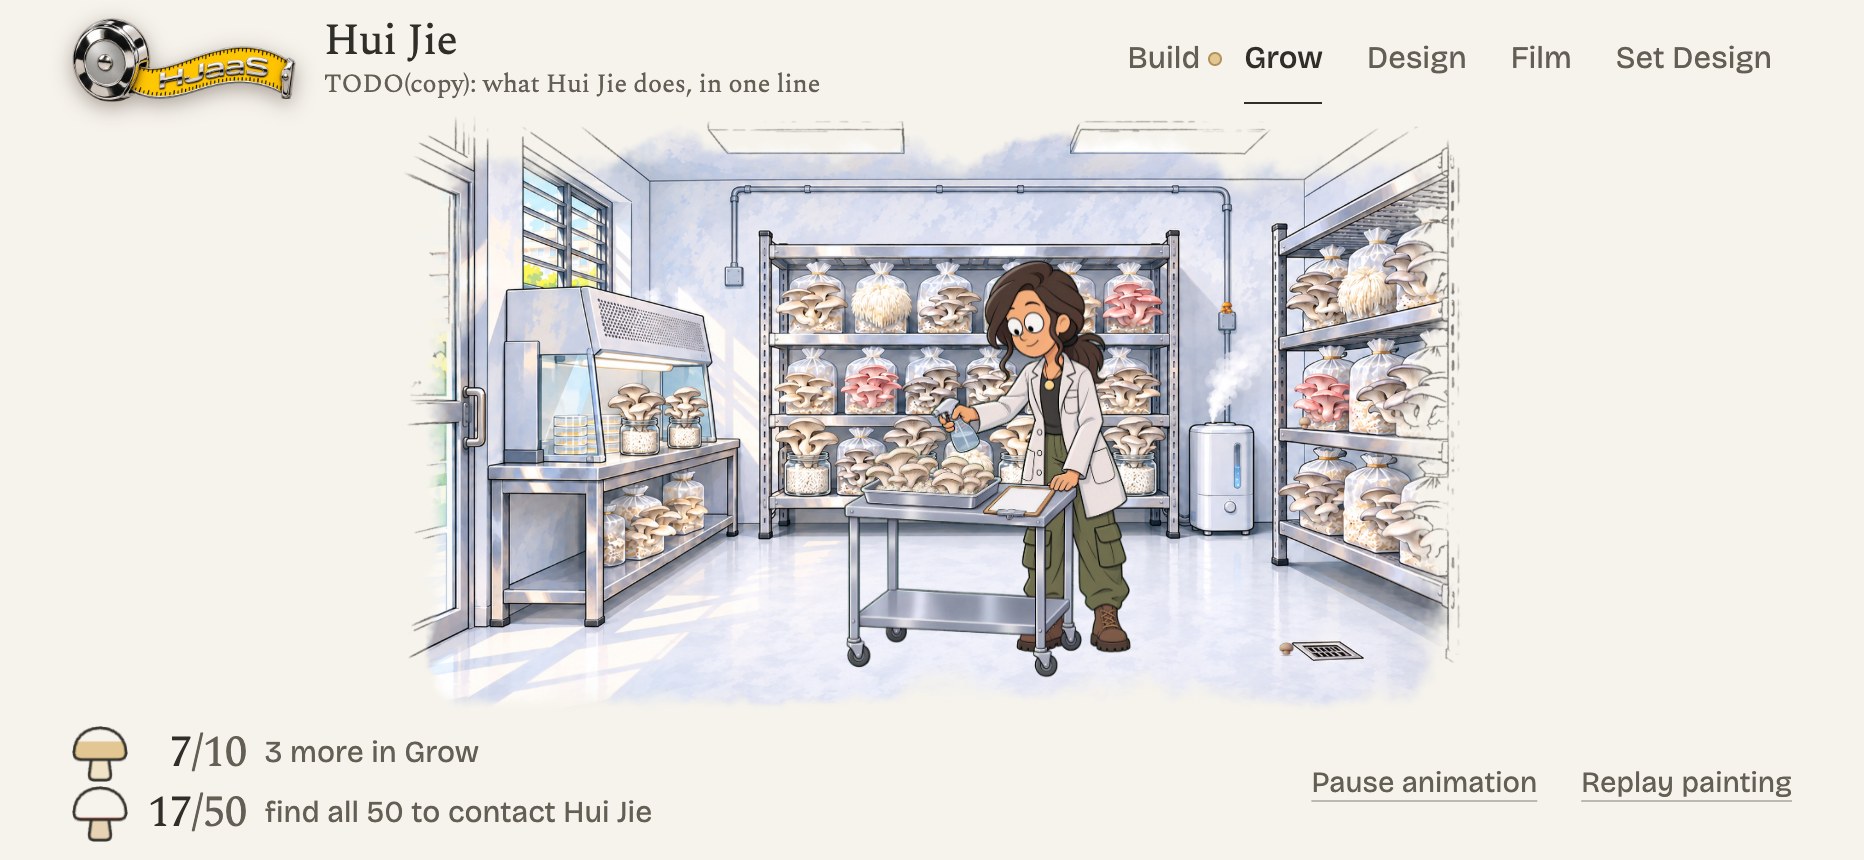 HJaaS
Hui Jie
TODO(copy): what Hui Jie does, in one line
Build
Grow
Design
Film
Set Design
7/10 3 more in Grow
17/50 find all 50 to contact Hui Jie
Pause animation
Replay painting